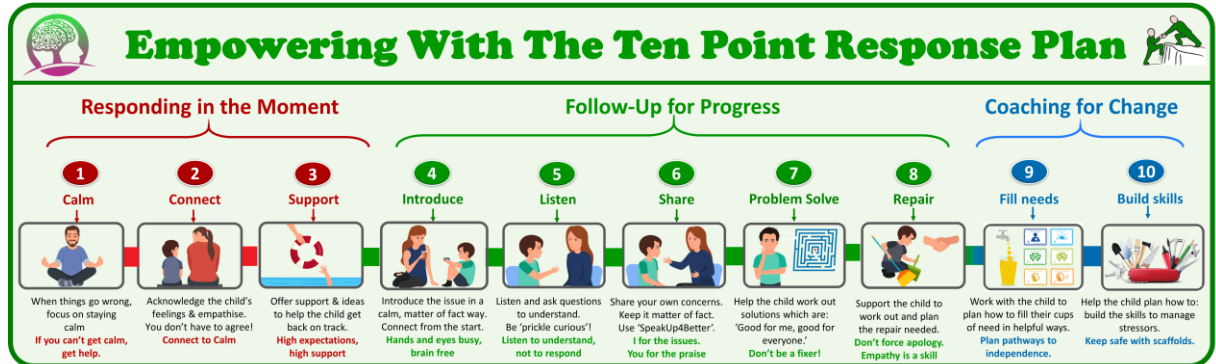 Empowering With The Ten Point Response Plan
Responding in the Moment
Follow-Up for Progress
Coaching for Change
1
Calm
When things go wrong,
focus on staying
calm
If you can't get calm,
get help.
2
Connect
Acknowledge the child's
feelings & empathise.
You don't have to agree!
Connect to Calm
3
Support
Offer support & ideas
to help the child get
back on track.
High expectations,
high support
4
Introduce
Introduce the issue in a
calm, matter of fact way.
Connect from the start.
Hands and eyes busy,
brain free
5
Listen
Listen and ask questions
to understand.
Be 'prickle curious'!
Listen to understand,
not to respond
6
Share
Share your own concerns.
Keep it matter of fact.
Use 'SpeakUp4Better'.
I for the issues.
You for the praise
7
Problem Solve
Help the child work out
solutions which are:
'Good for me, good for
everyone.'
Don't be a fixer!
8
Repair
Support the child to
work out and plan
the repair needed.
Don't force apology.
Empathy is a skill
9
Fill needs
Work with the child to
plan how to fill their cups
of need in helpful ways.
Plan pathways to
independence.
10
Build skills
Help the child plan how to:
build the skills to manage
stressors.
Keep safe with scaffolds.